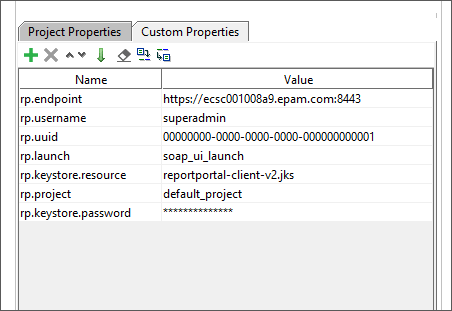 Project Properties Custom Properties
Name Value
rp.endpoint https://ecsc001008a9.epam.com:8443
rp.username superadmin
rp.uuid 00000000-0000-0000-0000-000000000001
rp.launch soap_ui_launch
rp.keystore.resource reportportal-client-v2.jks
rp.project default_project
rp.keystore.password **************